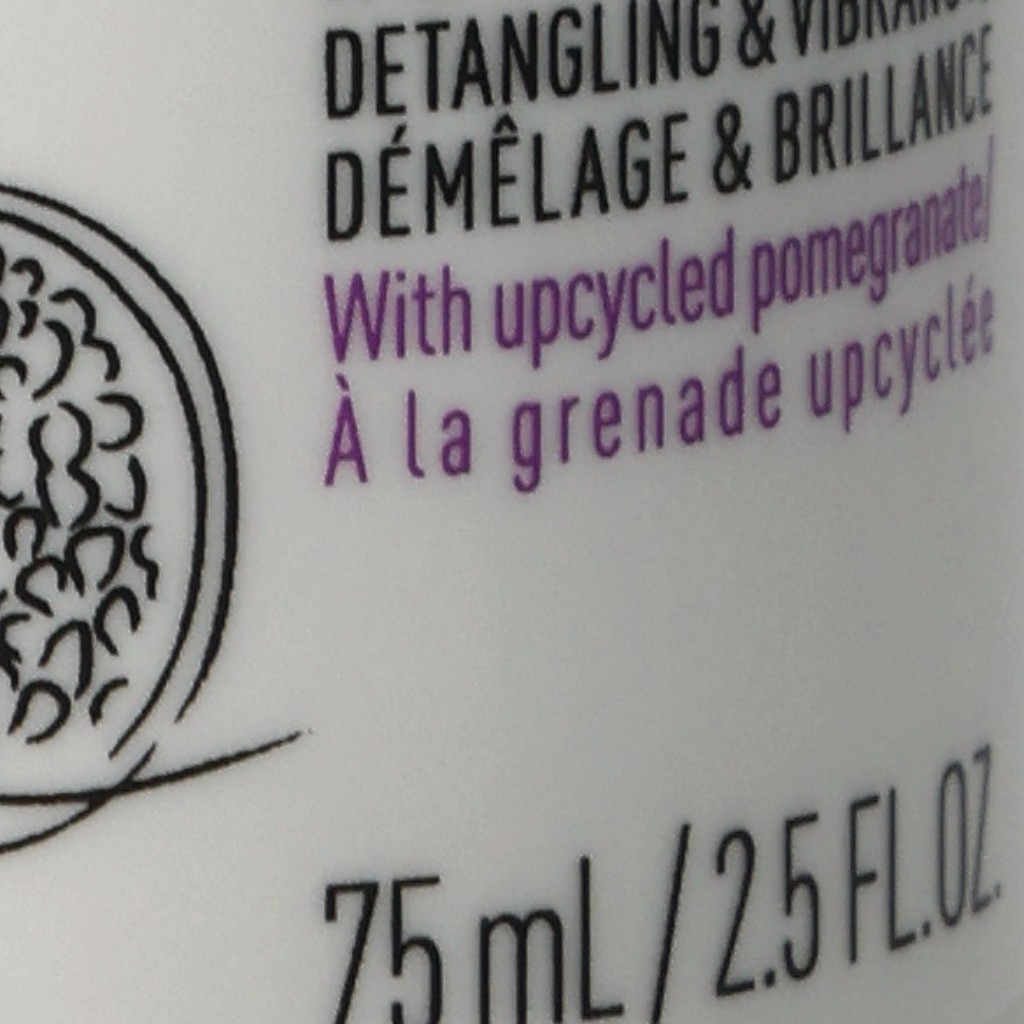 DETANGLING &
DÉMÊLAGE & BRILLANCE
With upcycled pomegranate/
À la grenade upcyclée
75 mL / 2.5 FL.OZ.